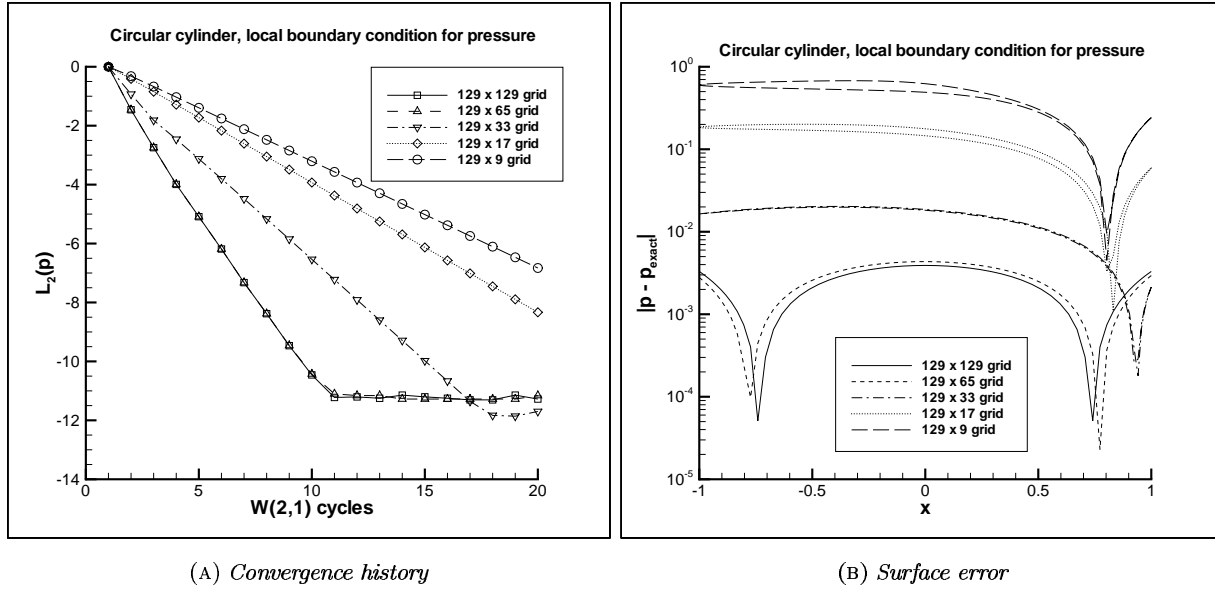 Circular cylinder, local boundary condition for pressure
0
-2
-4
-6
-8
-10
-12
-14
L2(p)
129 x 129 grid
129 x 65 grid
129 x 33 grid
129 x 17 grid
129 x 9 grid
0
5
10
15
20
W(2,1) cycles
(A) Convergence history
Circular cylinder, local boundary condition for pressure
10^0
10^-1
10^-2
10^-3
10^-4
10^-5
|p - p_exact|
129 x 129 grid
129 x 65 grid
129 x 33 grid
129 x 17 grid
129 x 9 grid
-1
-0.5
0
0.5
1
x
(B) Surface error